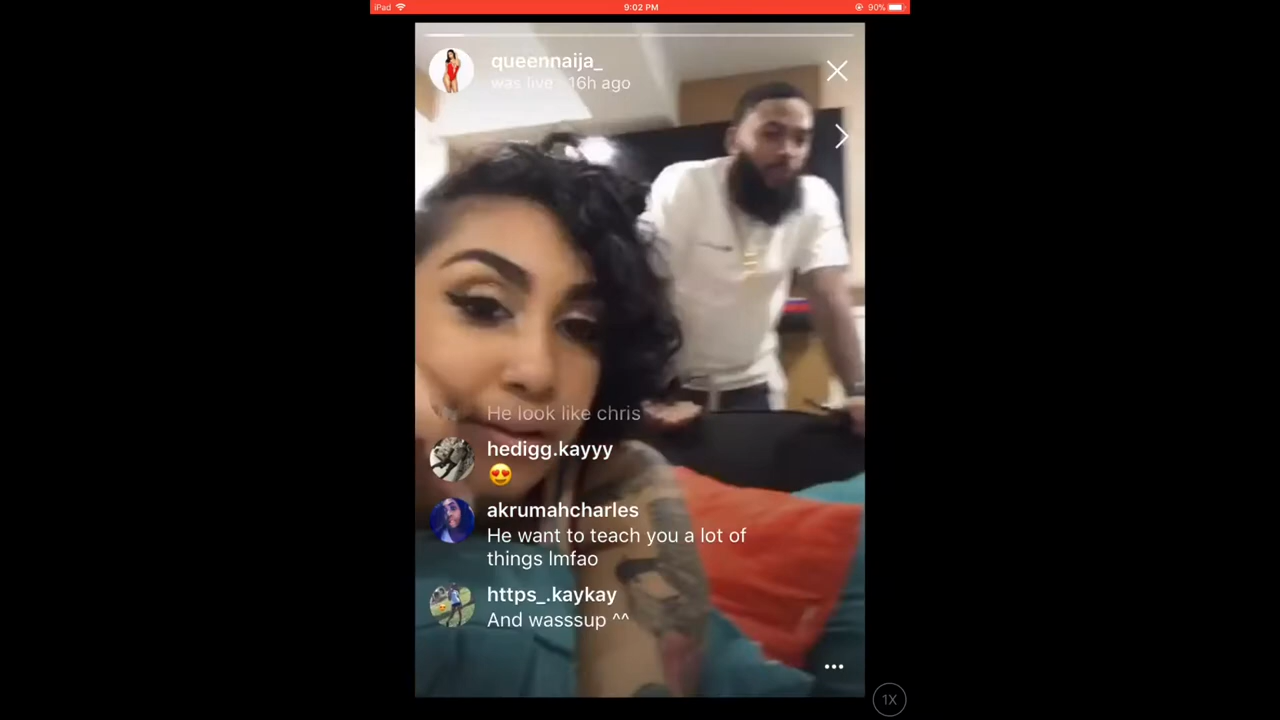 iPad 9:02 PM 90%
queennaija_
was live 16h ago
He look like chris
hedigg.kayyy
😍
akrumahcharles
He want to teach you a lot of
things lmfao
https_.kaykay
And wasssup ^^
1X